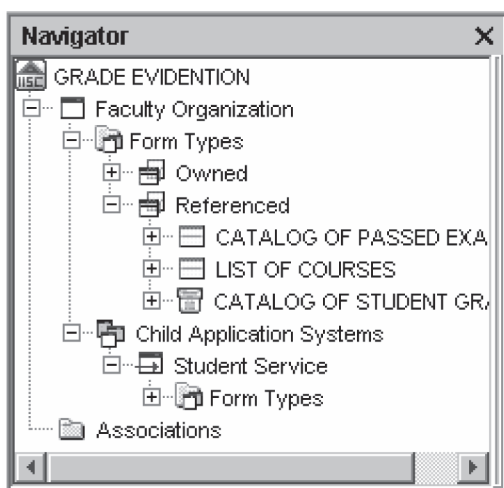 Navigator
IISC GRADE EVIDENTION
Faculty Organization
Form Types
Owned
Referenced
CATALOG OF PASSED EXA
LIST OF COURSES
CATALOG OF STUDENT GR
Child Application Systems
Student Service
Form Types
Associations